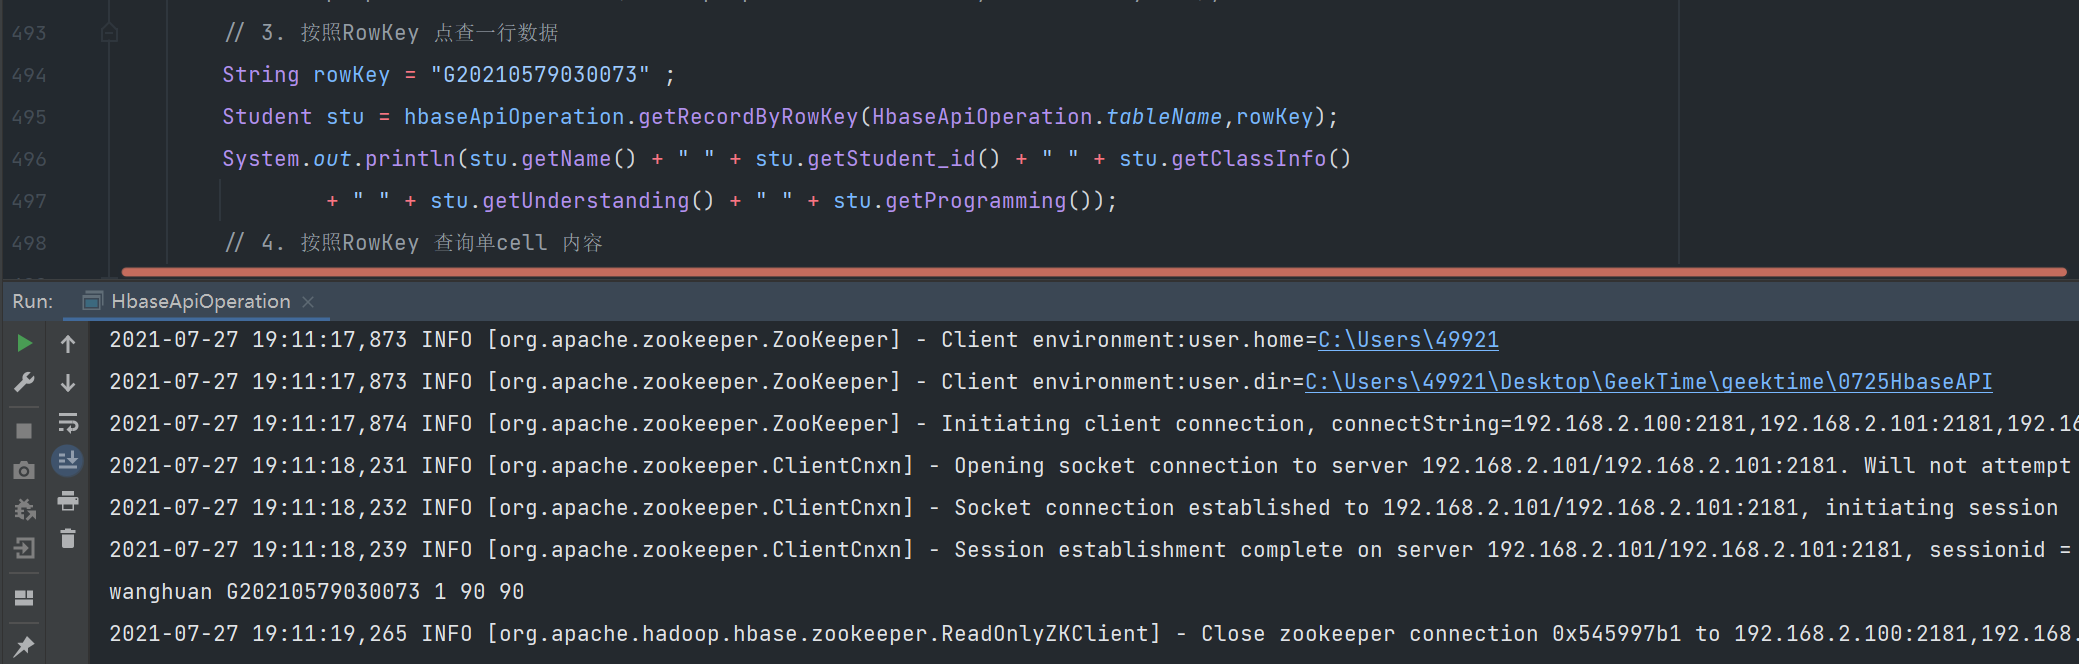 493 // 3. 按照RowKey 点查一行数据
494 String rowKey = "G20210579030073" ;
495 Student stu = hbaseApiOperation.getRecordByRowKey(HbaseApiOperation.tableName,rowKey);
496 System.out.println(stu.getName() + " " + stu.getStudent_id() + " " + stu.getClassInfo()
497 + " " + stu.getUnderstanding() + " " + stu.getProgramming());
498 // 4. 按照RowKey 查询单cell 内容
Run: HbaseApiOperation
2021-07-27 19:11:17,873 INFO [org.apache.zookeeper.ZooKeeper] - Client environment:user.home=C:\Users\49921
2021-07-27 19:11:17,873 INFO [org.apache.zookeeper.ZooKeeper] - Client environment:user.dir=C:\Users\49921\Desktop\GeekTime\geektime\0725HbaseAPI
2021-07-27 19:11:17,874 INFO [org.apache.zookeeper.ZooKeeper] - Initiating client connection, connectString=192.168.2.100:2181,192.168.2.101:2181,192.16
2021-07-27 19:11:18,231 INFO [org.apache.zookeeper.ClientCnxn] - Opening socket connection to server 192.168.2.101/192.168.2.101:2181. Will not attempt
2021-07-27 19:11:18,232 INFO [org.apache.zookeeper.ClientCnxn] - Socket connection established to 192.168.2.101/192.168.2.101:2181, initiating session
2021-07-27 19:11:18,239 INFO [org.apache.zookeeper.ClientCnxn] - Session establishment complete on server 192.168.2.101/192.168.2.101:2181, sessionid =
wanghuan G20210579030073 1 90 90
2021-07-27 19:11:19,265 INFO [org.apache.hadoop.hbase.zookeeper.ReadOnlyZKClient] - Close zookeeper connection 0x545997b1 to 192.168.2.100:2181,192.168.